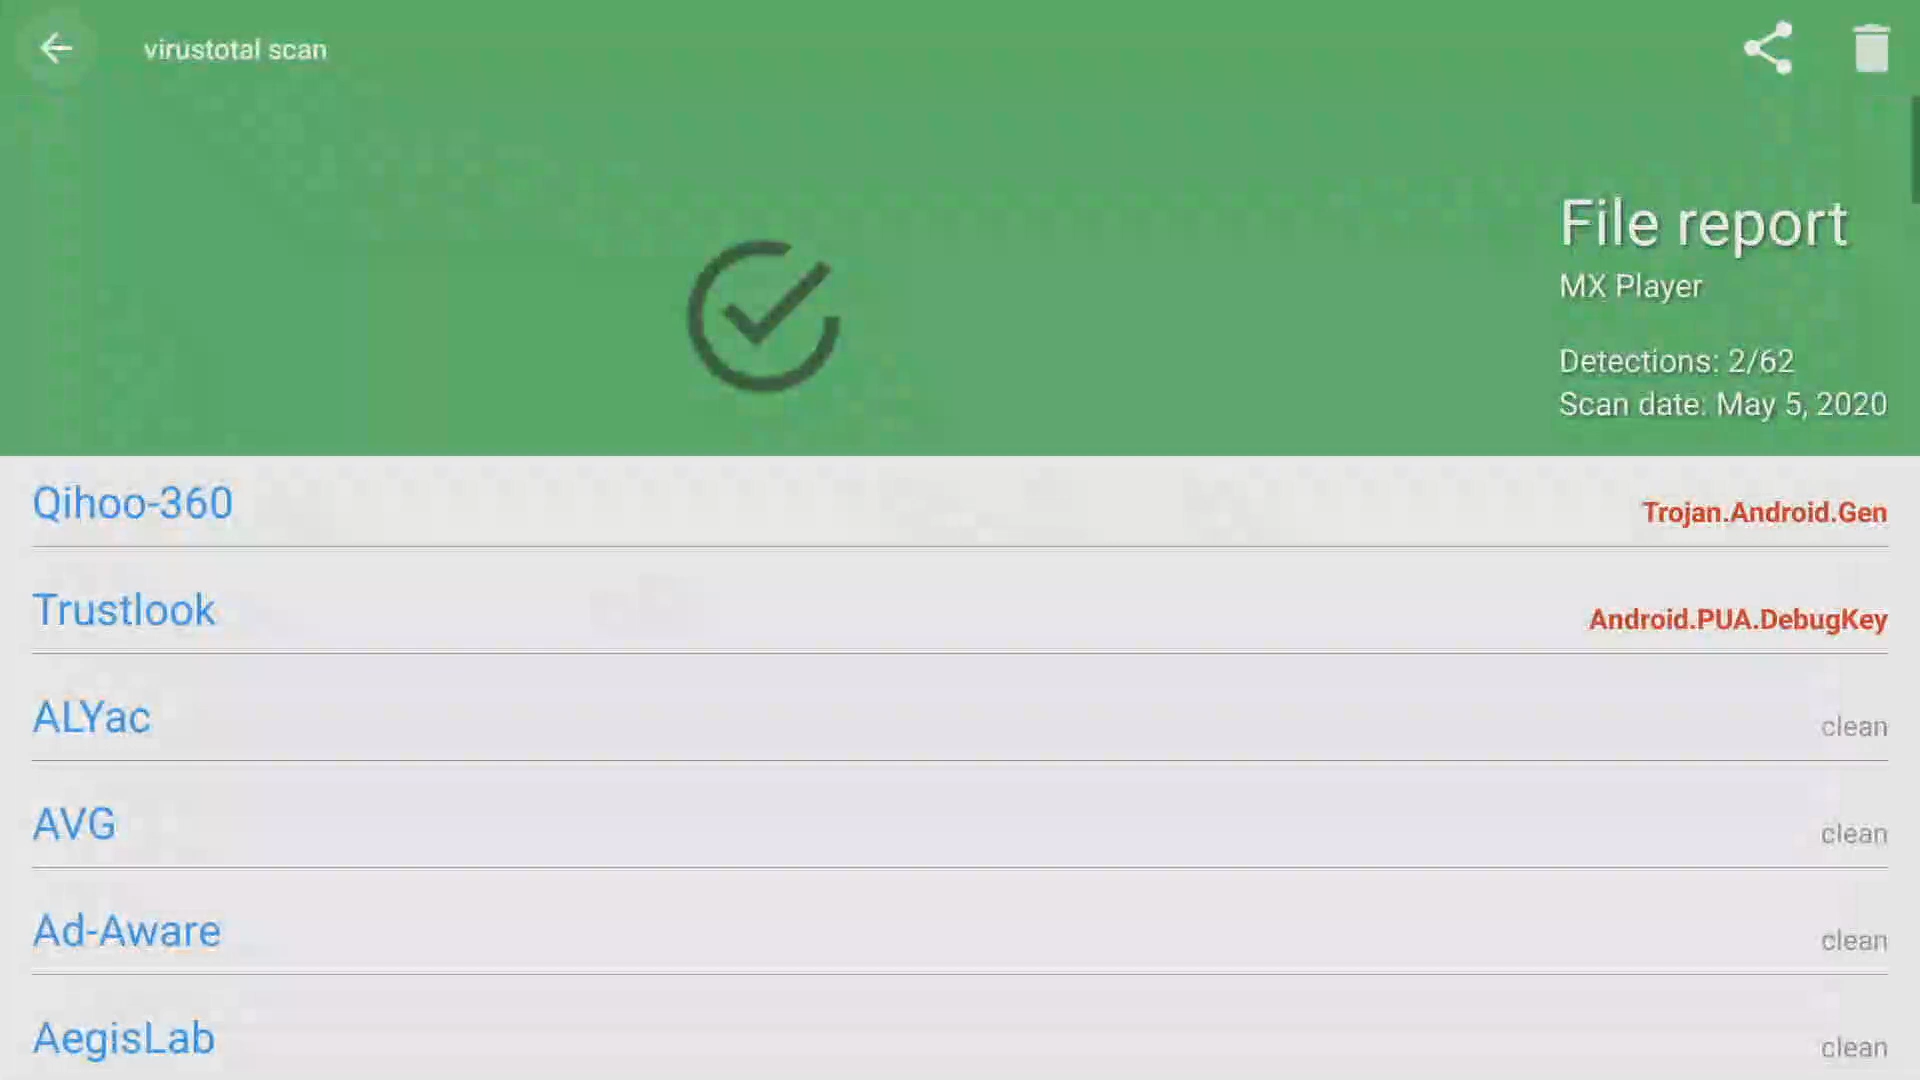 virustotal scan
File report
MX Player
Detections: 2/62
Scan date: May 5, 2020
Qihoo-360
Trojan.Android.Gen
Trustlook
Android.PUA.DebugKey
ALYac
clean
AVG
clean
Ad-Aware
clean
AegisLab
clean